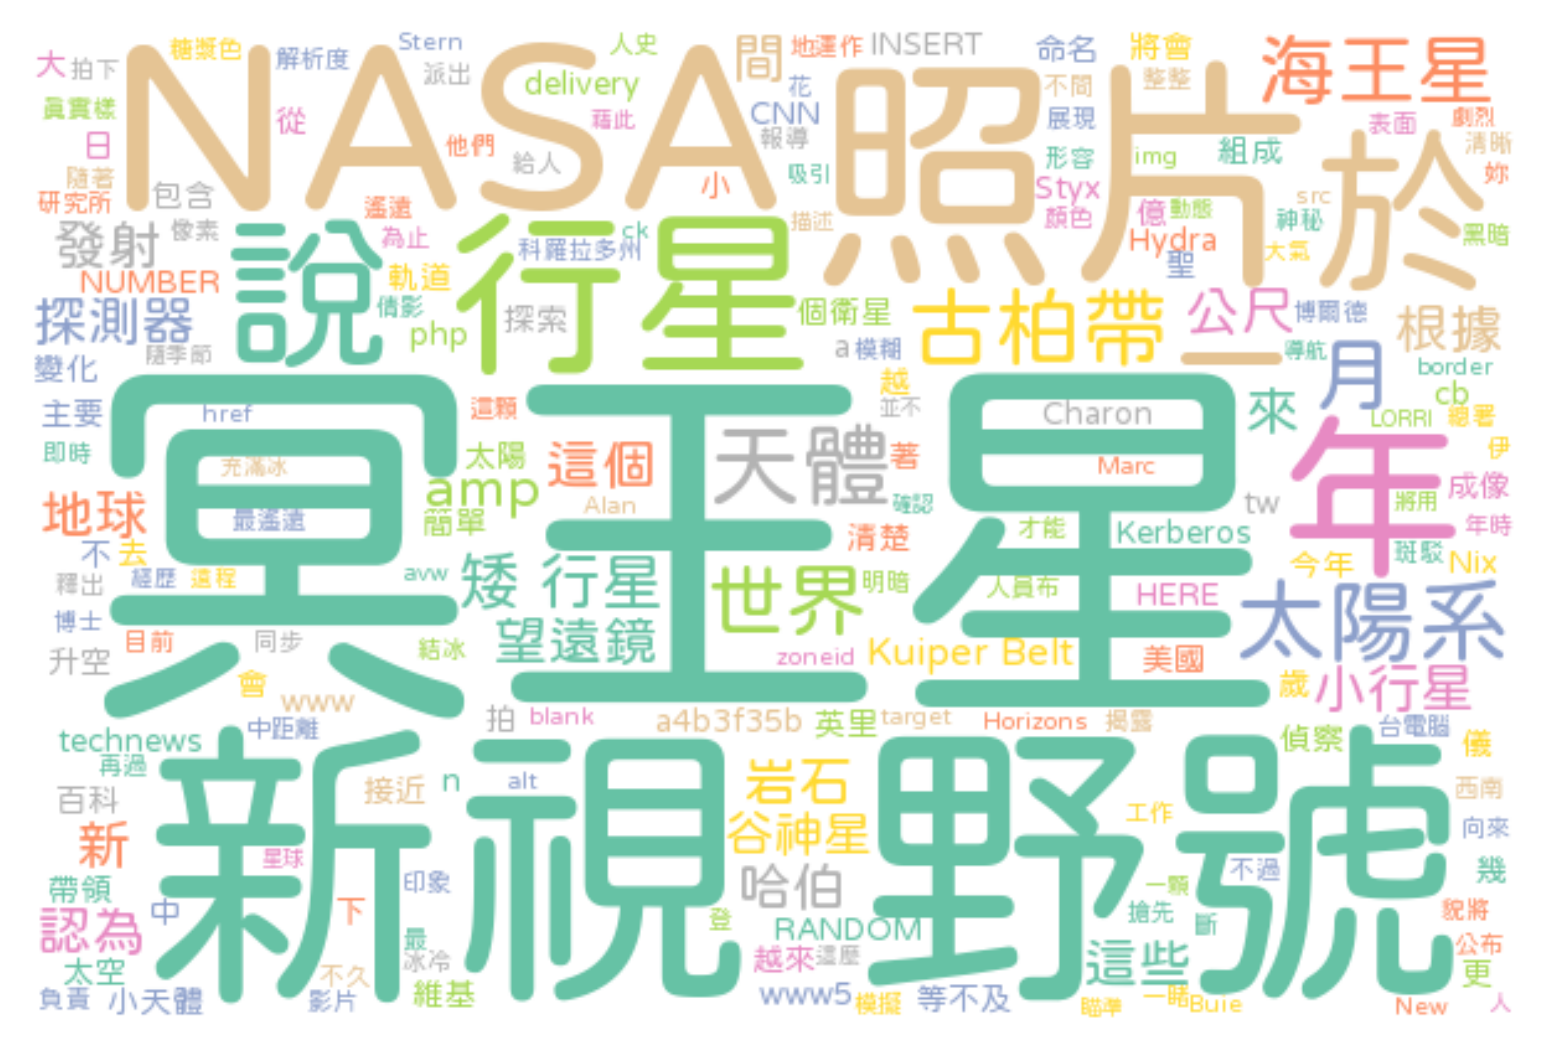 大 拍下 糖漿色 NASA 解析度 Stern 派出 人史 delivery 間 地運作 INSERT 命名 將會 海王星
眞實樣 日 從 他們 給人 藉此 花 CNN 報導 照片 不同 整整 展現 表面 劇烈 清晰
隨著 研究所 包含 遙遠 小 吸引 形容 img 組成 妳 於
發射 像素 為止 科羅拉多州 ck 描述 Styx 顏色 億 動態 src 神秘 黑暗
NUMBER 軌道 說 行星 Hydra 聖 大氣
探測器 倩影 php 探索 個衛星 古柏帶 公尺 博爾德 根據
變化 隨季節 a 模糊 一 導航 月 border
主要 href 這顆 越 並不 Charon 來 cb LORRI 總署
即時 充滿冰 太陽 這個 天體 著 Marc 年 伊
地球 最遙遠 amp Alan 確認 tw 將用 成像
冥王星 簡單 清楚 才能 Kerberos 年時
不 去 今年 斑駁 Nix
釋出 經歷 遠程 avw 矮 行星 世界 明暗 人員布 HERE 太陽系
博士 目前 同步 結冰 望遠鏡 zoneid Kuiper Belt 美國
升空 會 www 歲 小行星
technews 中距離 拍 blank a4b3f35b 英里 target Horizons 揭露 偵察 台電腦 儀
再過 新視野號
百科 接近 n alt 岩石 西南
新 星球 谷神星 工作 向來
帶領 印象 哈伯 一顆 不過 幾
認為 中 下 登 RANDOM 搶先 斷 貌將
太空 最 冰冷 越來 這麼 這些 公布 更
負責 小天體 不久 影片 維基 www5 模擬 等不及 瞄準 一睹 Buie New 人